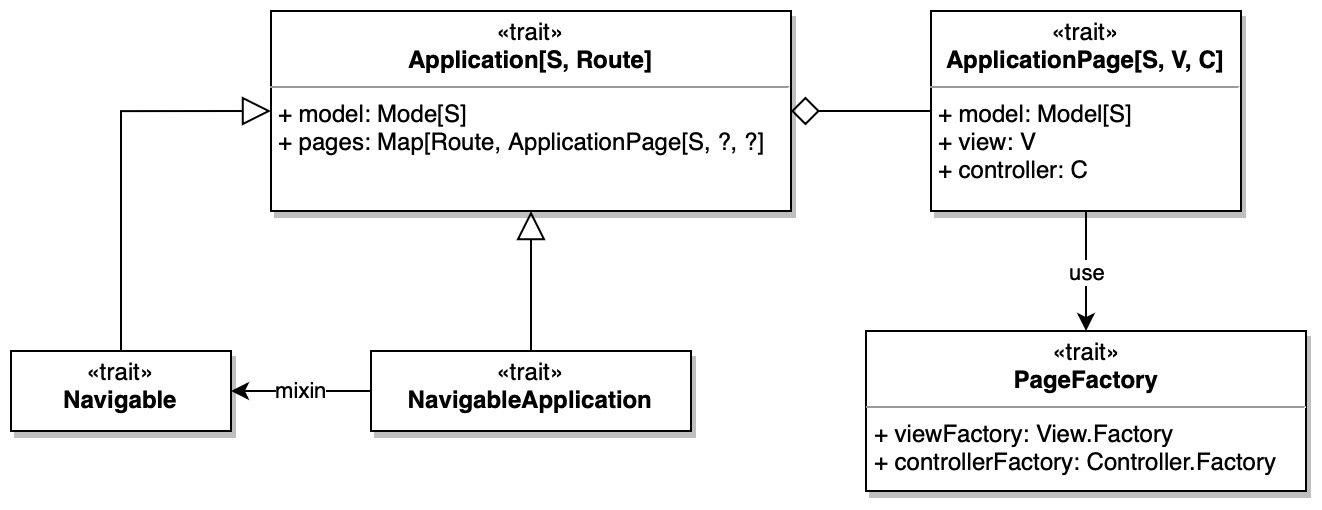 «trait»
Application[S, Route]
+ model: Mode[S]
+ pages: Map[Route, ApplicationPage[S, ?, ?]
«trait»
ApplicationPage[S, V, C]
+ model: Model[S]
+ view: V
+ controller: C
use
«trait»
Navigable
mixin
«trait»
NavigableApplication
«trait»
PageFactory
+ viewFactory: View.Factory
+ controllerFactory: Controller.Factory